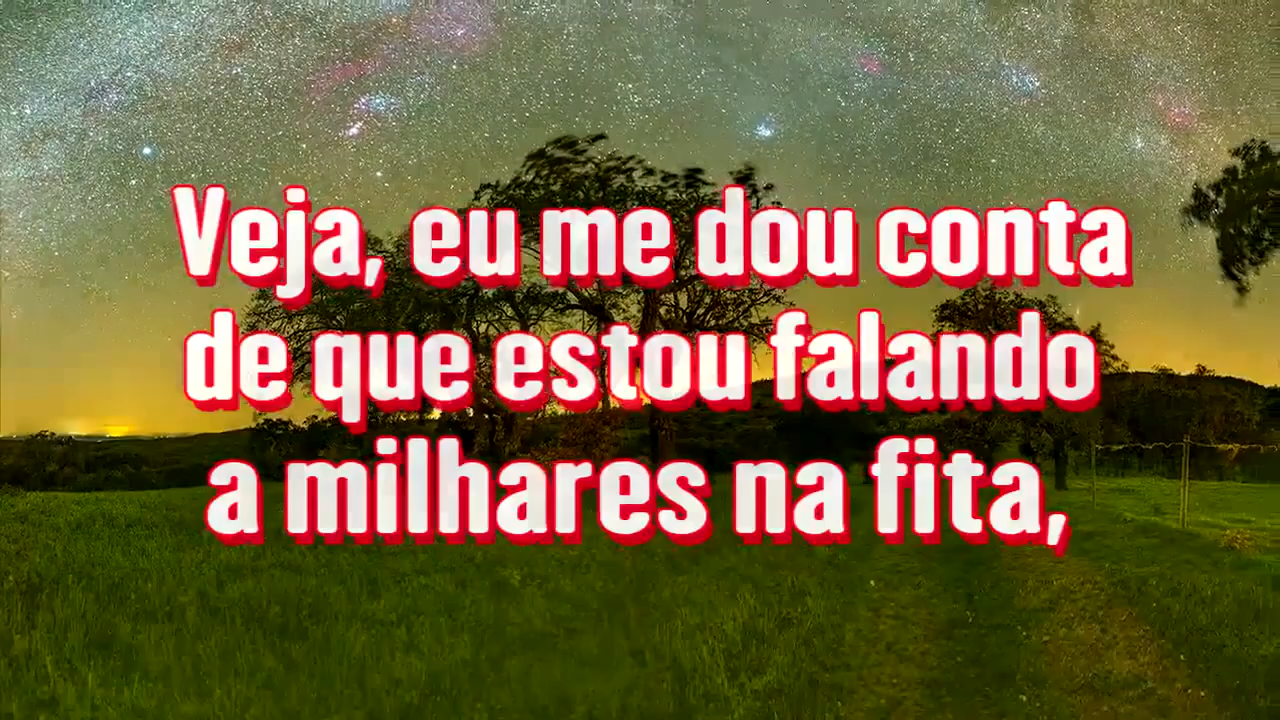 Veja, eu me dou conta
de que estou falando
a milhares na fita,